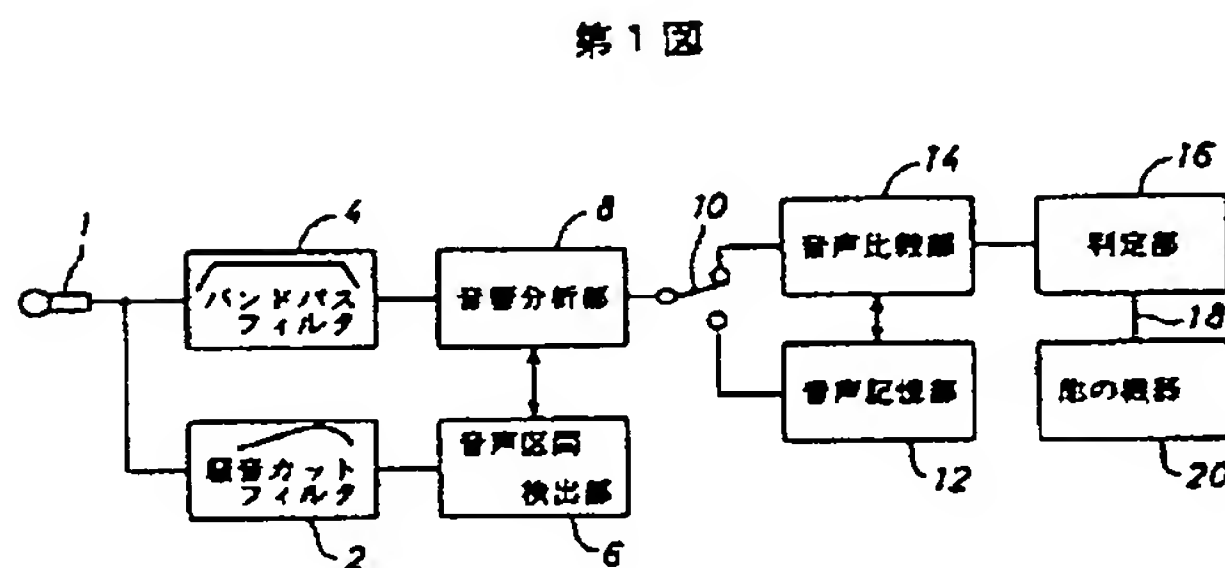 第1図
1
4
バンドパス
フィルタ
8
音響分析部
10
14
音声比較部
16
判定部
18
騒音カット
フィルタ
2
音声区間
検出部
6
音声記憶部
12
他の機器
20